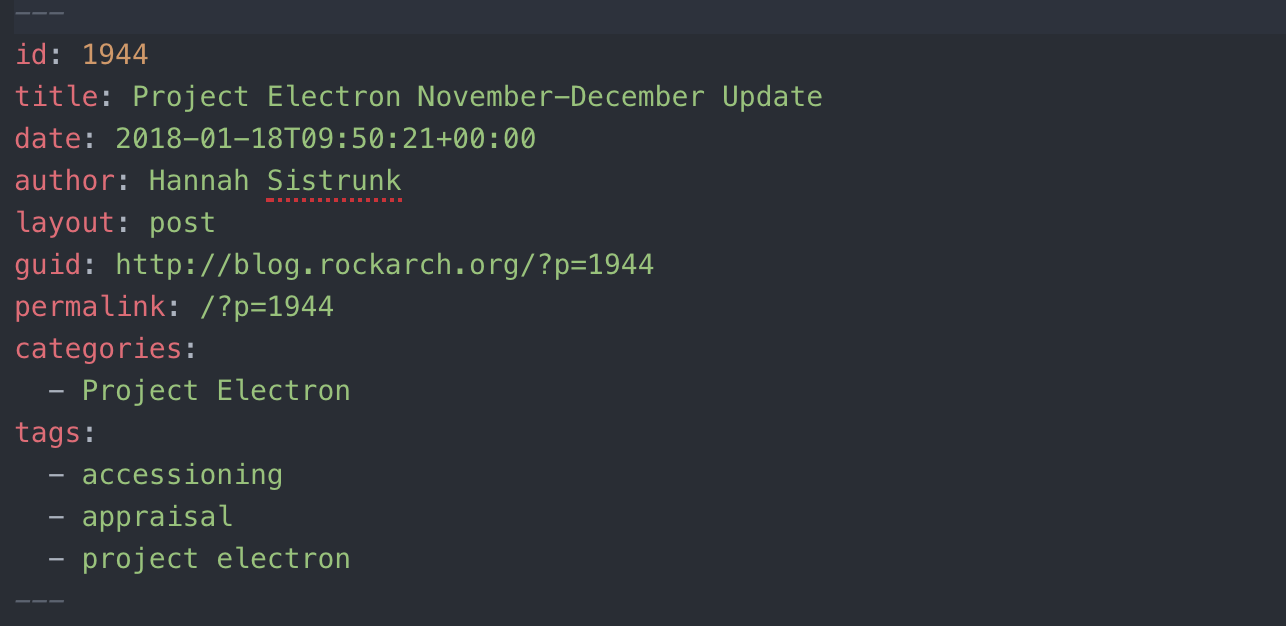 ---
id: 1944
title: Project Electron November-December Update
date: 2018-01-18T09:50:21+00:00
author: Hannah Sistrunk
layout: post
guid: http://blog.rockarch.org/?p=1944
permalink: /?p=1944
categories:
  - Project Electron
tags:
  - accessioning
  - appraisal
  - project electron
---